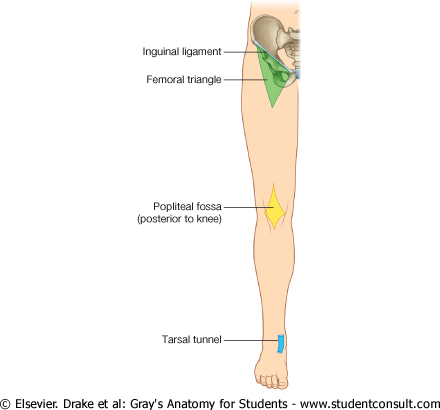 Inguinal ligament
Femoral triangle
Popliteal fossa
(posterior to knee)
Tarsal tunnel
© Elsevier. Drake et al: Gray's Anatomy for Students - www.studentconsult.com